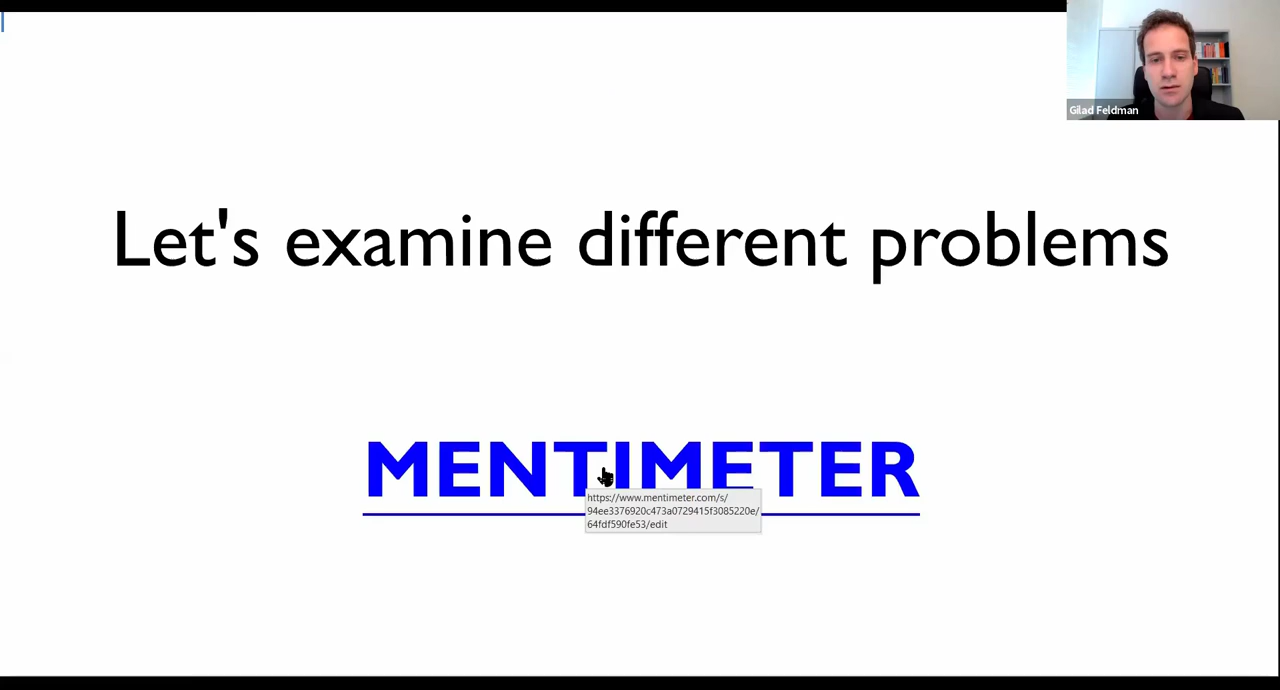 Gilad Feldman
Let's examine different problems
MENTIMETER
https://www.mentimeter.com/s/
94ee3376920c473a0729415f3085220e/
64fdf590fe53/edit